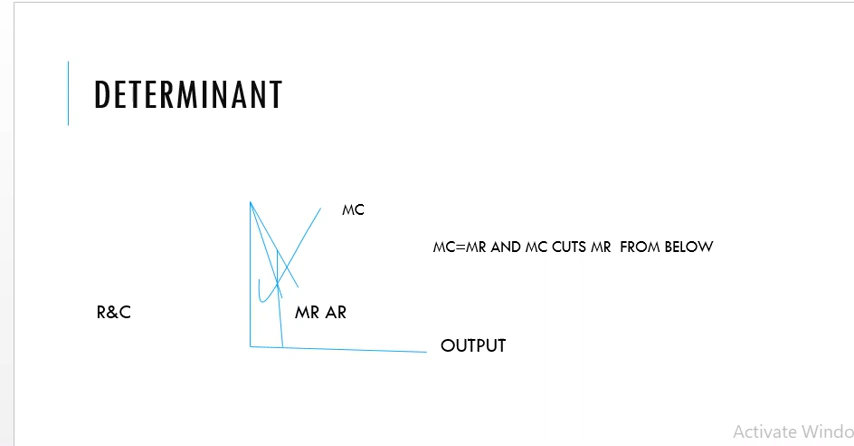 DETERMINANT
MC
MC=MR AND MC CUTS MR FROM BELOW
R&C
MR AR
OUTPUT
Activate Windo